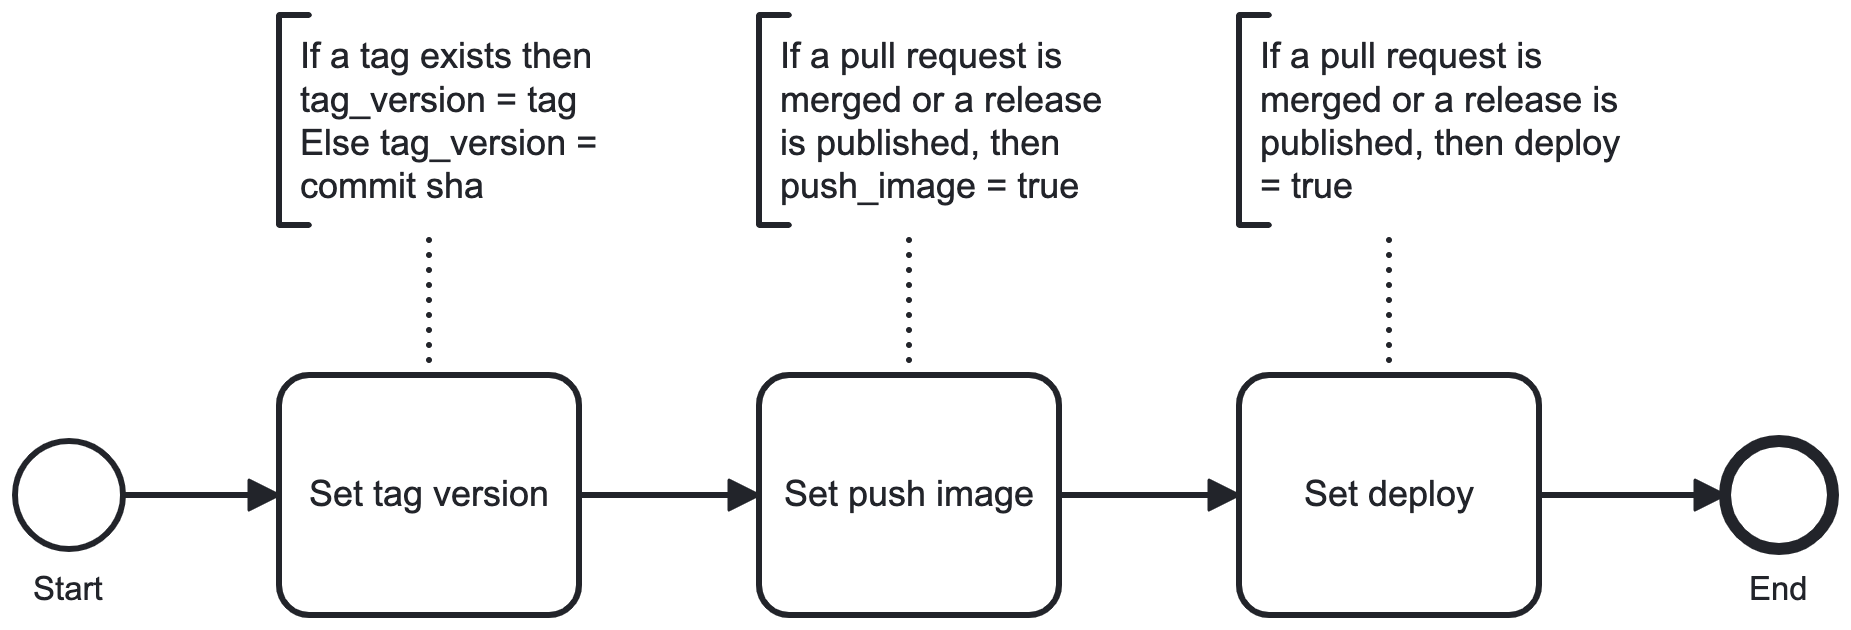 If a tag exists then
tag_version = tag
Else tag_version =
commit sha
If a pull request is
merged or a release
is published, then
push_image = true
If a pull request is
merged or a release is
published, then deploy
= true
Start
Set tag version
Set push image
Set deploy
End